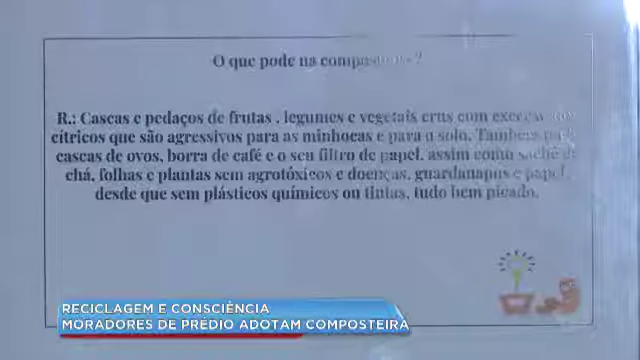 O que pode na composteira?
R.: Cascas e pedaços de frutas , legumes e vegetais crus com exceção dos
cítricos que são agressivos para as minhocas e para o solo. Também
cascas de ovos, borra de café e o seu filtro de papel, assim como sachê de
chá, folhas e plantas sem agrotóxicos e doenças, guardanapos e papel,
desde que sem plásticos químicos ou tintas, tudo bem picado.
RECICLAGEM E CONSCIÊNCIA
MORADORES DE PRÉDIO ADOTAM COMPOSTEIRA